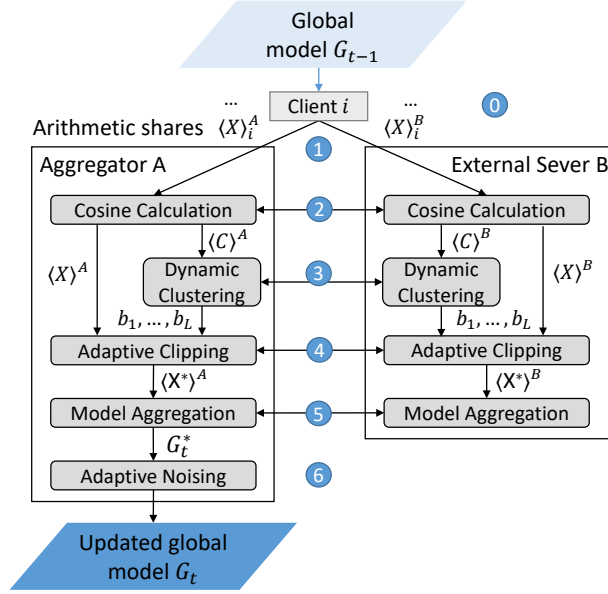 Global
model G_{t−1}
...
...
Client i
0
Arithmetic shares
⟨X⟩_i^A
⟨X⟩_i^B
1
Aggregator A
External Sever B
Cosine Calculation
2
Cosine Calculation
⟨C⟩^A
⟨C⟩^B
⟨X⟩^A
⟨X⟩^B
Dynamic
Clustering
3
Dynamic
Clustering
b_1, ..., b_L
b_1, ..., b_L
Adaptive Clipping
4
Adaptive Clipping
⟨X*⟩^A
⟨X*⟩^B
Model Aggregation
5
Model Aggregation
G_t^*
Adaptive Noising
6
Updated global
model G_t